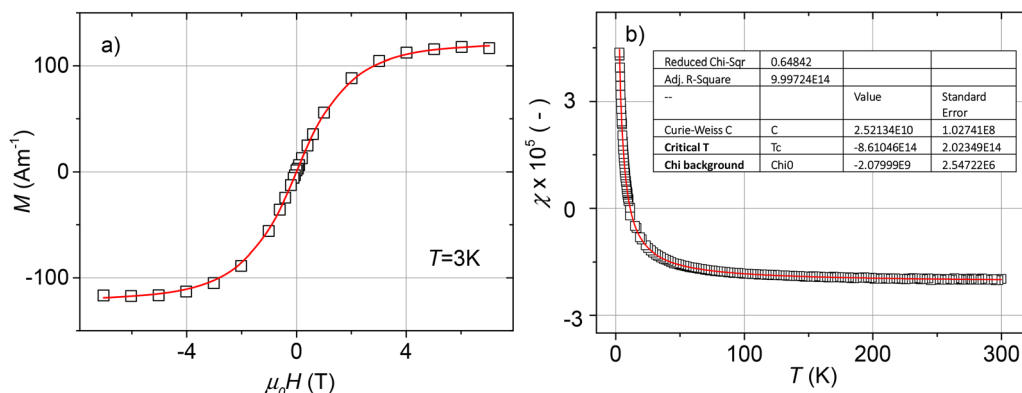 a)
M (Am⁻¹)
100
0
-100
T=3K
-4 0 4
μ₀H (T)
b)
χ x 10⁵ ( - )
3
0
-3
Reduced Chi-Sqr 0.64842
Adj. R-Square 9.99724E14
-- Value Standard
Error
Curie-Weiss C C 2.52134E10 1.02741E8
Critical T Tc -8.61046E14 2.02349E14
Chi background Chi0 -2.07999E9 2.54722E6
0 100 200 300
T (K)